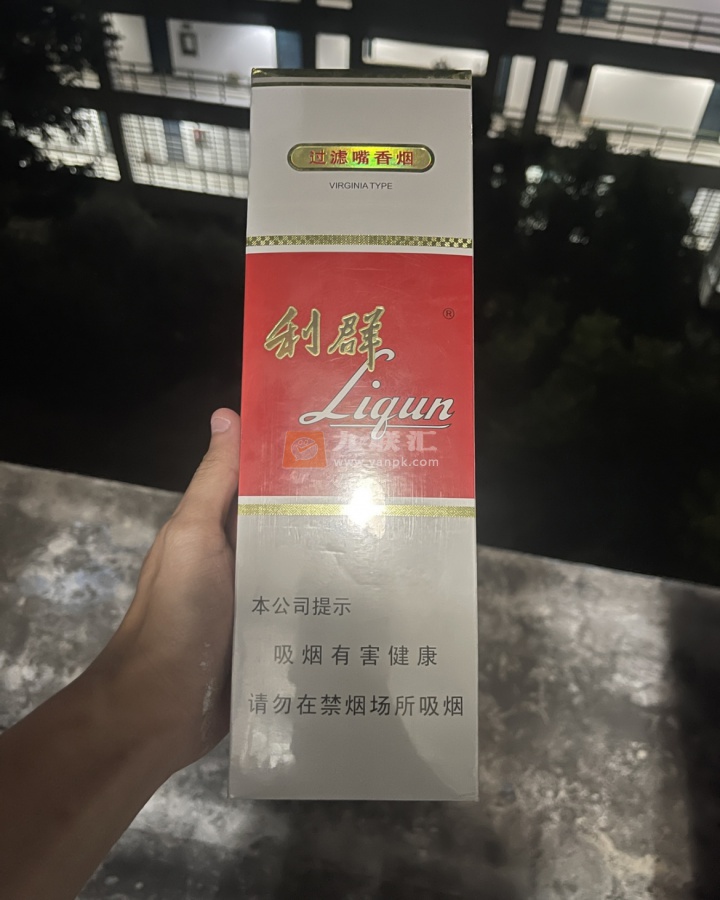 过滤嘴香烟
VIRGINIA TYPE
利群
®
Liqun
www.yanpk.com
本公司提示
吸烟有害健康
请勿在禁烟场所吸烟